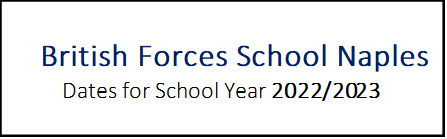 British Forces School Naples
Dates for School Year 2022/2023